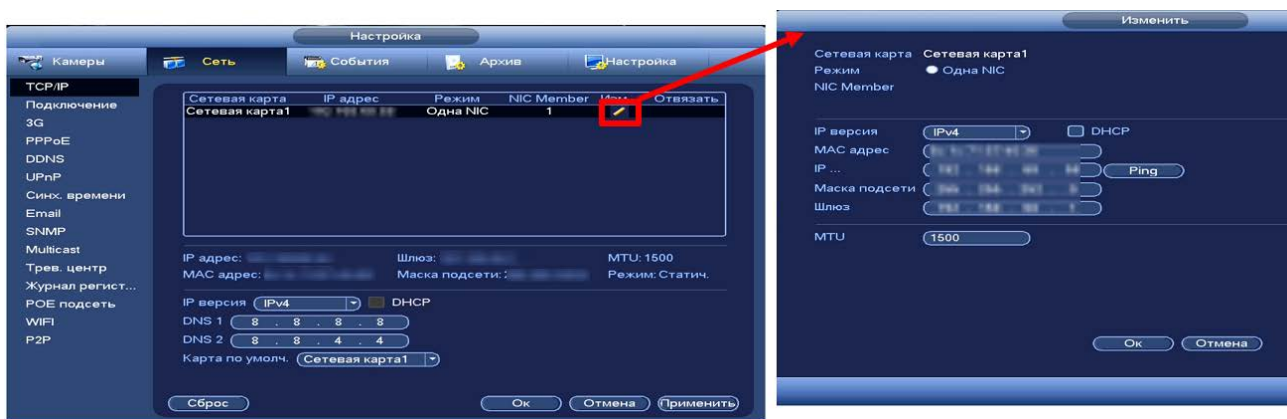 Настройка
Камеры Сеть События Архив Настройка
TCP/IP
Подключение
3G
PPPoE
DDNS
UPnP
Синх. времени
Email
SNMP
Multicast
Трев. центр
Журнал регист...
POE подсеть
WIFI
P2P
Сетевая карта IP адрес Режим NIC Member Изм. Отвязать
Сетевая карта1 Одна NIC 1
IP адрес: Шлюз: MTU: 1500
MAC адрес: Маска подсети: Режим: Статич.
IP версия IPv4 DHCP
DNS 1 8 . 8 . 8 . 8
DNS 2 8 . 8 . 4 . 4
Карта по умолч. Сетевая карта1
Сброс Ок Отмена Применить
Изменить
Сетевая карта Сетевая карта1
Режим Одна NIC
NIC Member
IP версия IPv4 DHCP
MAC адрес
IP ... Ping
Маска подсети
Шлюз
MTU 1500
Ок Отмена